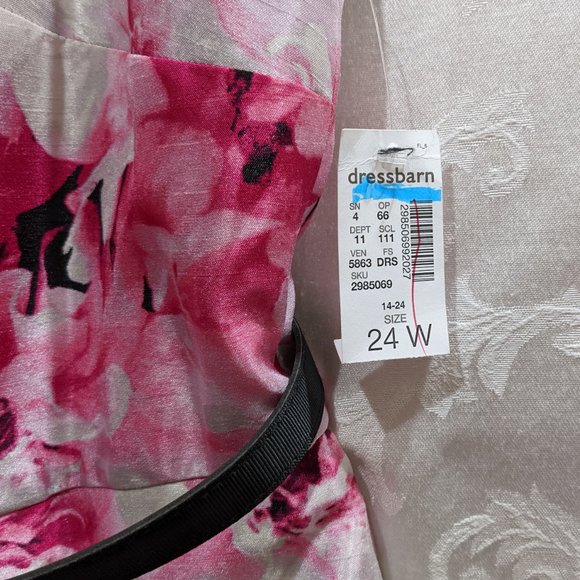 dressbarn
SN OP
4 66
DEPT SCL
11 111
VEN FS
5863 DRS
SKU
2985069
298506992027
14-24
SIZE
24 W